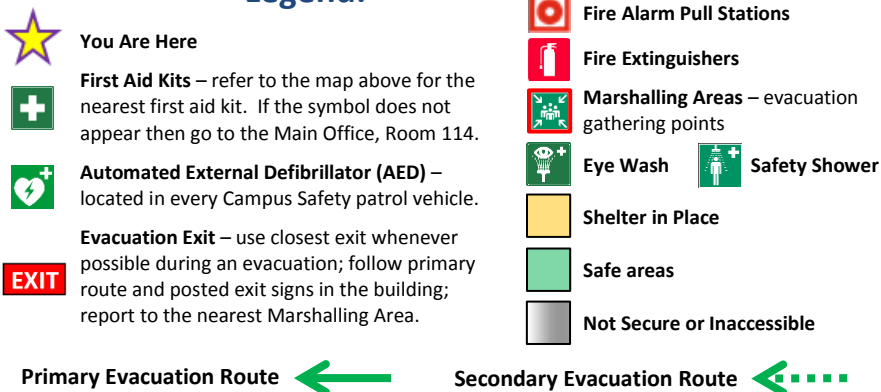 Legend:
You Are Here
First Aid Kits – refer to the map above for the
nearest first aid kit.  If the symbol does not
appear then go to the Main Office, Room 114.
Automated External Defibrillator (AED) –
located in every Campus Safety patrol vehicle.
EXIT
Evacuation Exit – use closest exit whenever
possible during an evacuation; follow primary
route and posted exit signs in the building;
report to the nearest Marshalling Area.
Fire Alarm Pull Stations
Fire Extinguishers
Marshalling Areas – evacuation
gathering points
Eye Wash
Safety Shower
Shelter in Place
Safe areas
Not Secure or Inaccessible
Primary Evacuation Route
Secondary Evacuation Route